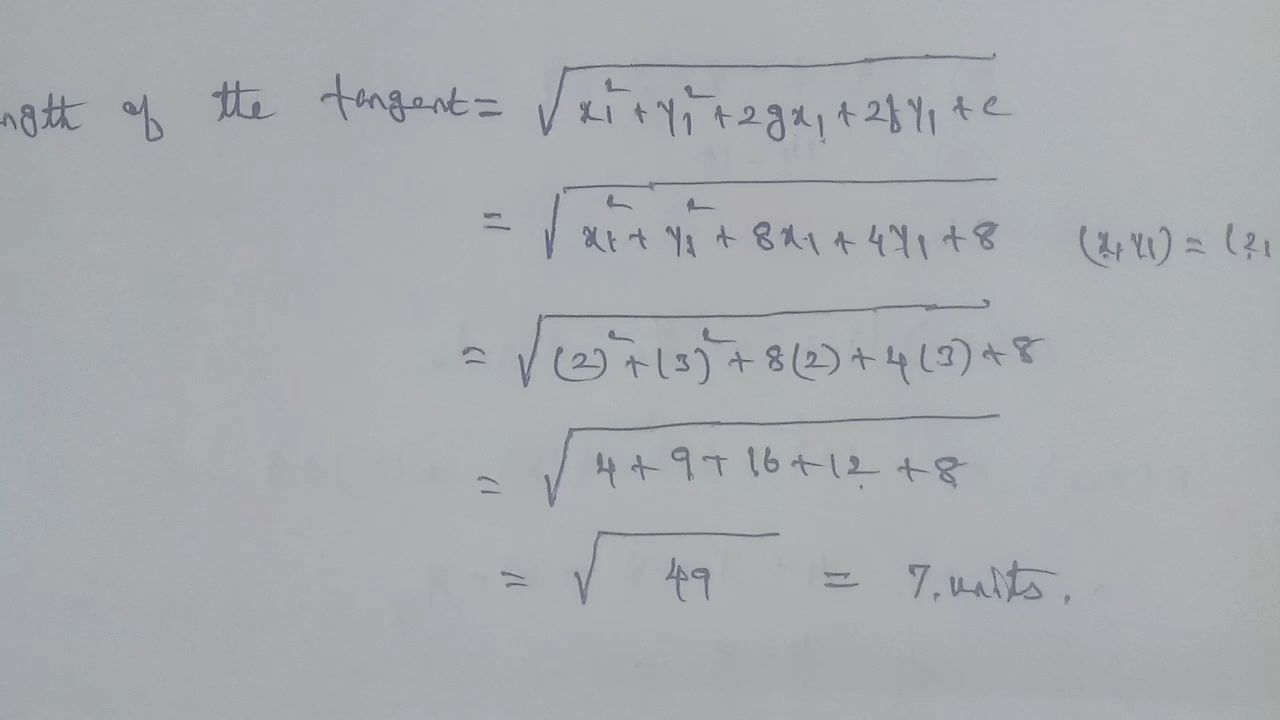 ngth of the tangent = √(x₁² + y₁² + 2gx₁ + 2fy₁ + c)
= √(x₁² + y₁² + 8x₁ + 4y₁ + 8) (x₁ y₁) = (2,
= √((2)² + (3)² + 8(2) + 4(3) + 8)
= √(4 + 9 + 16 + 12 + 8)
= √49 = 7. units.